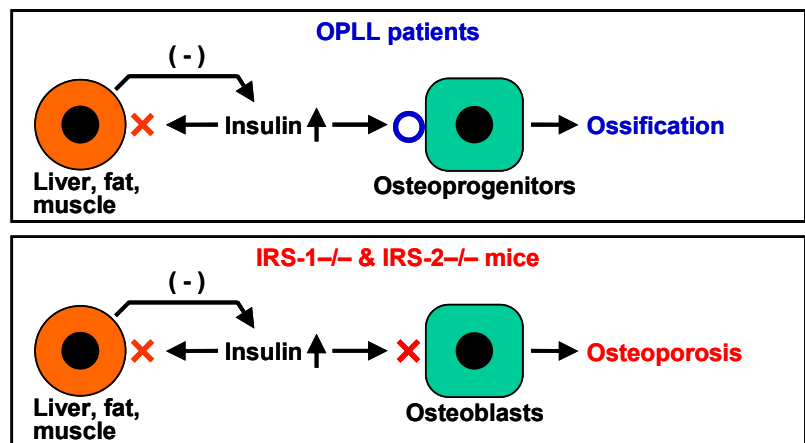 OPLL patients
( - )
Insulin
Ossification
Liver, fat,
muscle
Osteoprogenitors
IRS-1–/– & IRS-2–/– mice
( - )
Insulin
Osteoporosis
Liver, fat,
muscle
Osteoblasts